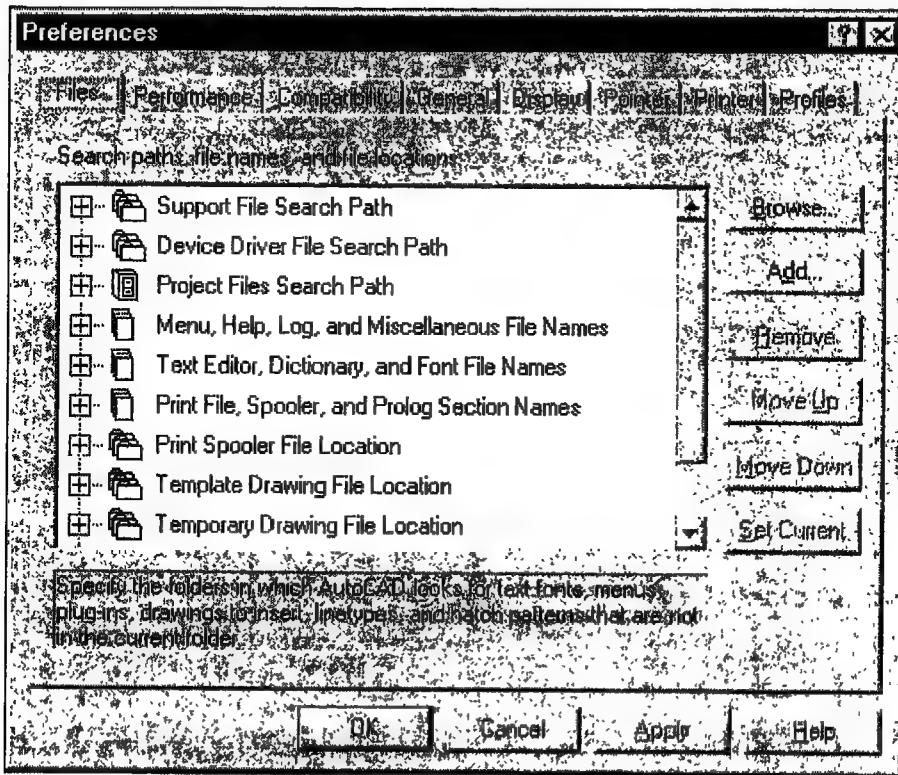 Preferences
Files Performance Compatibility General Display Pointer Printer Profiles
Search paths, file names, and file locations:
Support File Search Path
Device Driver File Search Path
Project Files Search Path
Menu, Help, Log, and Miscellaneous File Names
Text Editor, Dictionary, and Font File Names
Print File, Spooler, and Prolog Section Names
Print Spooler File Location
Template Drawing File Location
Temporary Drawing File Location
Browse...
Add...
Remove
Move Up
Move Down
Set Current
Specify the folders in which AutoCAD looks for text fonts, menus,
plug-ins, drawings to insert, linetypes, and hatch patterns that are not
in the current folder.
OK Cancel Apply Help